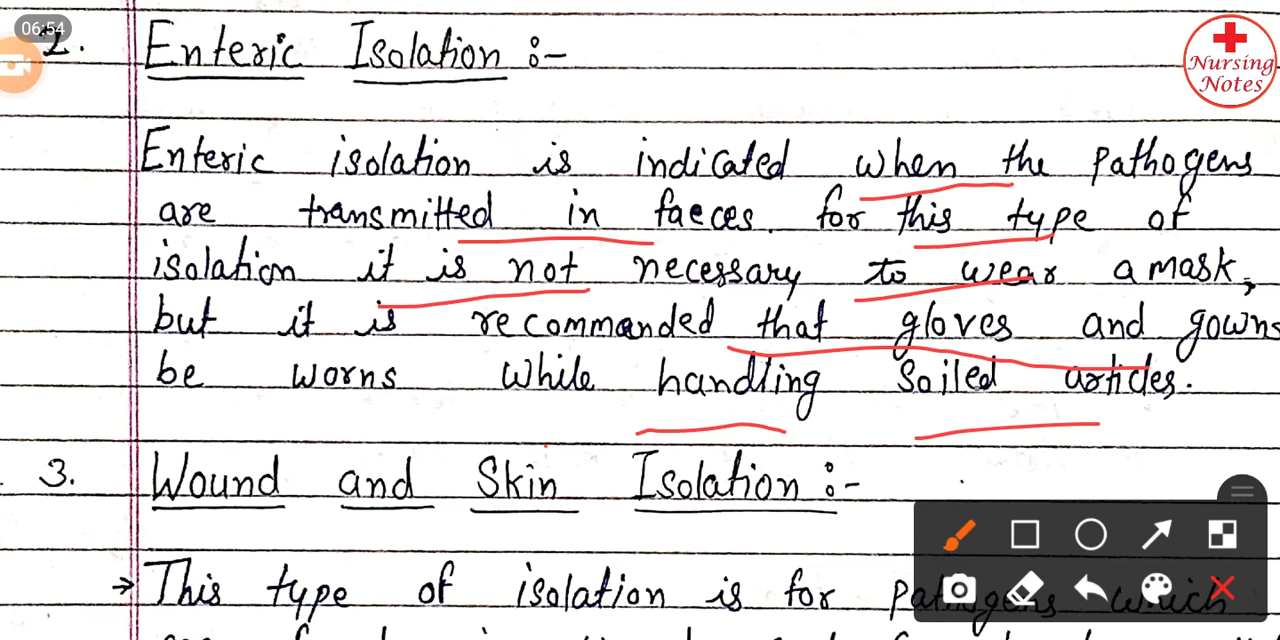 06:54
2. Enteric Isolation :-
Nursing
Notes
Enteric isolation is indicated when the pathogens
are transmitted in faeces. for this type of
isolation it is not necessary to wear a mask,
but it is recommanded that gloves and gowns
be worns while handling soiled articles.
3. Wound and Skin Isolation :-
→ This type of isolation is for pathogens which